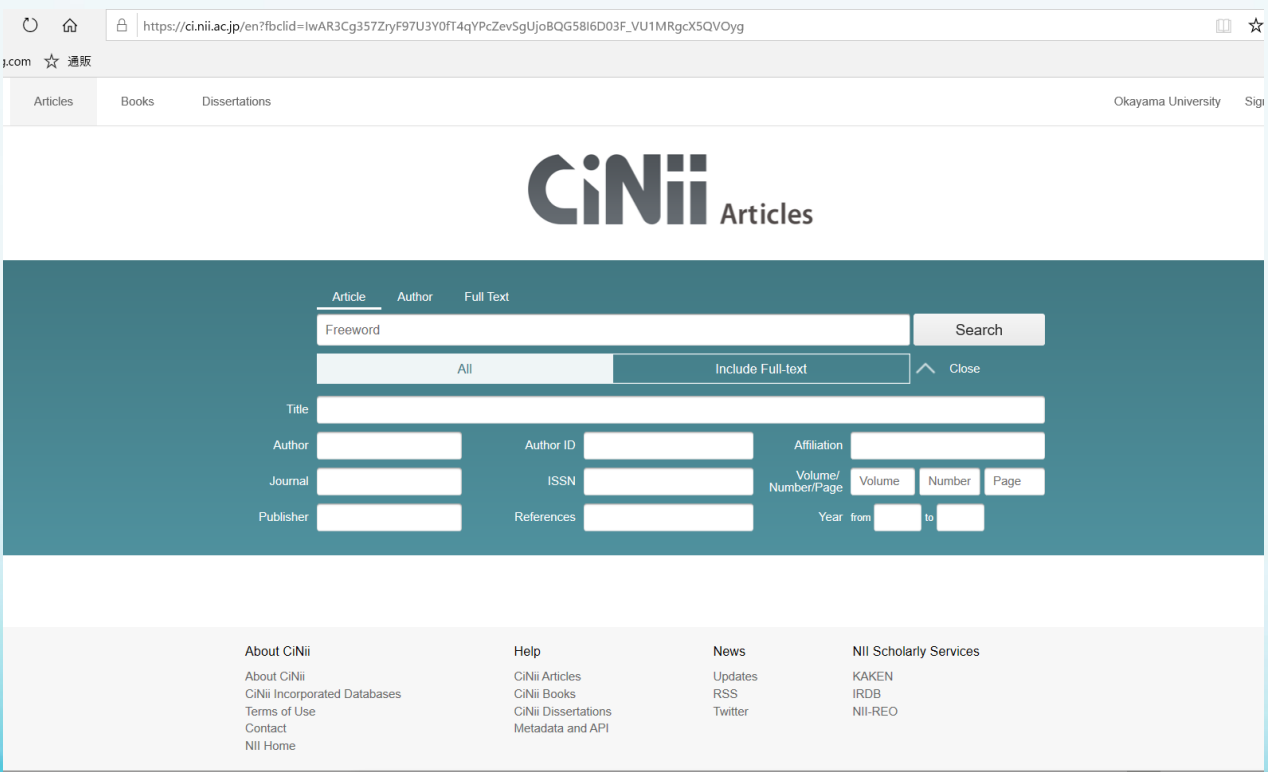 https://ci.nii.ac.jp/en?fbclid=IwAR3Cg357ZryF97U3Y0fT4qYPcZevSgUjoBQG58I6D03F_VU1MRgcX5QVOyg
.com 通販
Articles Books Dissertations Okayama University
CiNii Articles
Article Author Full Text
Freeword Search
All Include Full-text Close
Title
Author Author ID Affiliation
Journal ISSN Volume/
Number/Page Volume Number Page
Publisher References Year from to
About CiNii Help News NII Scholarly Services
About CiNii CiNii Articles Updates KAKEN
CiNii Incorporated Databases CiNii Books RSS IRDB
Terms of Use CiNii Dissertations Twitter NII-REO
Contact Metadata and API
NII Home